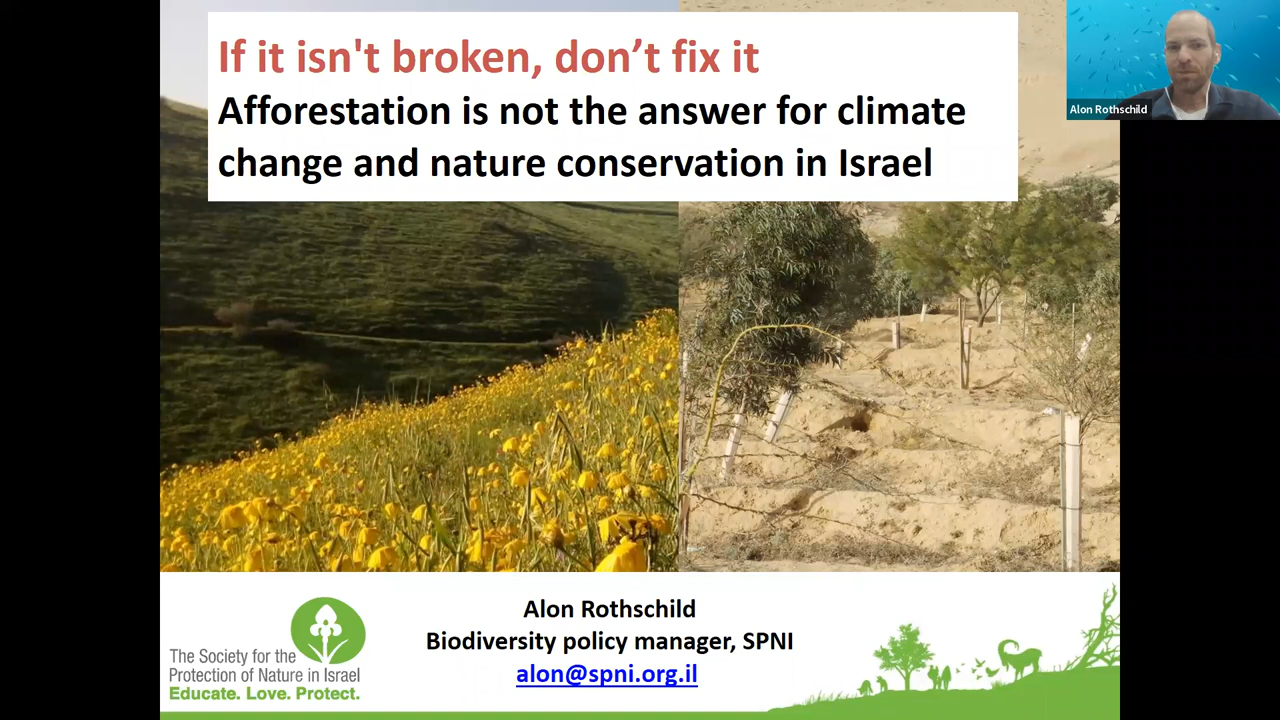 If it isn't broken, don’t fix it
Afforestation is not the answer for climate
change and nature conservation in Israel
Alon Rothschild
Alon Rothschild
Biodiversity policy manager, SPNI
alon@spni.org.il
The Society for the
Protection of Nature in Israel
Educate. Love. Protect.